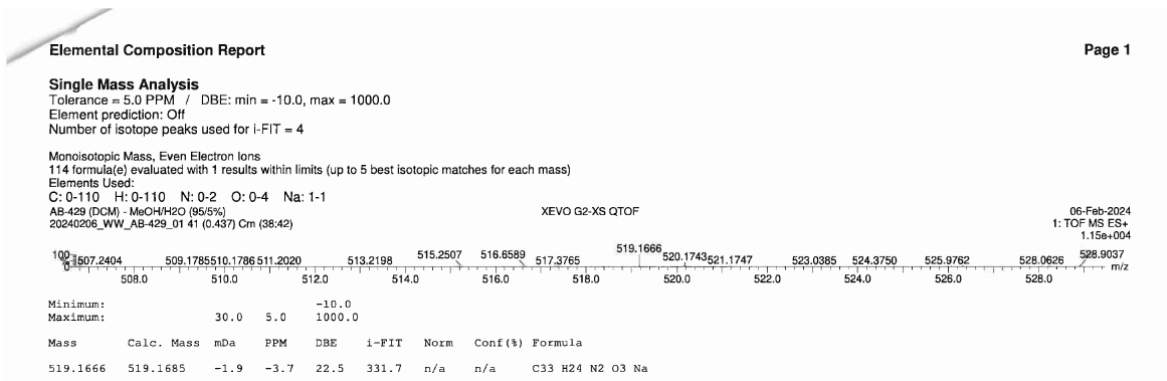 Elemental Composition Report Page 1
Single Mass Analysis
Tolerance = 5.0 PPM / DBE: min = -10.0, max = 1000.0
Element prediction: Off
Number of isotope peaks used for i-FIT = 4
Monoisotopic Mass, Even Electron Ions
114 formula(e) evaluated with 1 results within limits (up to 5 best isotopic matches for each mass)
Elements Used:
C: 0-110 H: 0-110 N: 0-2 O: 0-4 Na: 1-1
AB-429 (DCM) - MeOH/H2O (95/5%) XEVO G2-XS QTOF 06-Feb-2024
20240206_WW_AB-429_01 41 (0.437) Cm (38:42) 1: TOF MS ES+
1.15e+004
100 507.2404 509.1785 510.1786 511.2020 513.2198 515.2507 516.6589 517.3765 519.1666 520.1743 521.1747 523.0385 524.3750 525.9762 528.0626 528.9037
0 m/z
508.0 510.0 512.0 514.0 516.0 518.0 520.0 522.0 524.0 526.0 528.0
Minimum: -10.0
Maximum: 30.0 5.0 1000.0
Mass Calc. Mass mDa PPM DBE i-FIT Norm Conf(%) Formula
519.1666 519.1685 -1.9 -3.7 22.5 331.7 n/a n/a C33 H24 N2 O3 Na